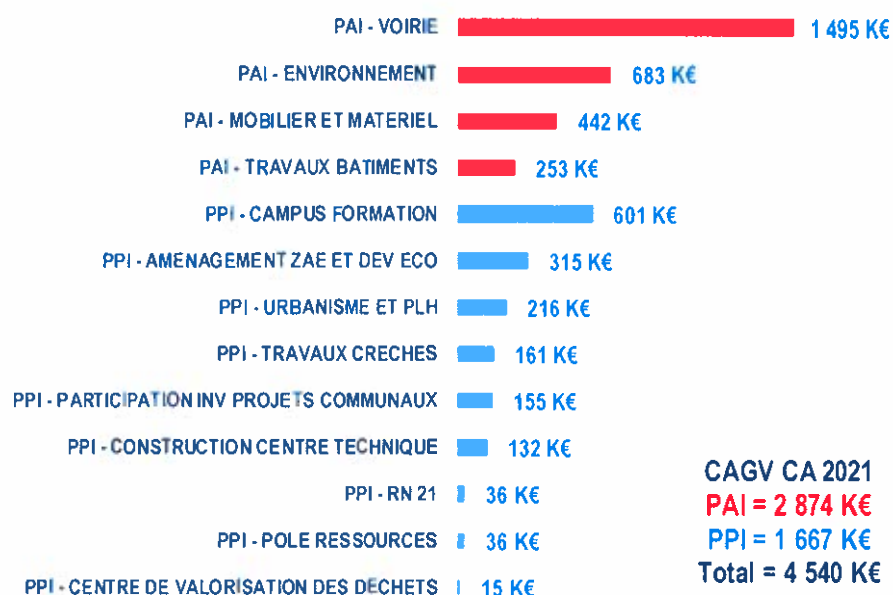 PAI - VOIRIE 1 495 K€
PAI - ENVIRONNEMENT 683 K€
PAI - MOBILIER ET MATERIEL 442 K€
PAI - TRAVAUX BATIMENTS 253 K€
PPI - CAMPUS FORMATION 601 K€
PPI - AMENAGEMENT ZAE ET DEV ECO 315 K€
PPI - URBANISME ET PLH 216 K€
PPI - TRAVAUX CRECHES 161 K€
PPI - PARTICIPATION INV PROJETS COMMUNAUX 155 K€
PPI - CONSTRUCTION CENTRE TECHNIQUE 132 K€
PPI - RN 21 36 K€
PPI - POLE RESSOURCES 36 K€
PPI - CENTRE DE VALORISATION DES DECHETS 15 K€
CAGV CA 2021
PAI = 2 874 K€
PPI = 1 667 K€
Total = 4 540 K€